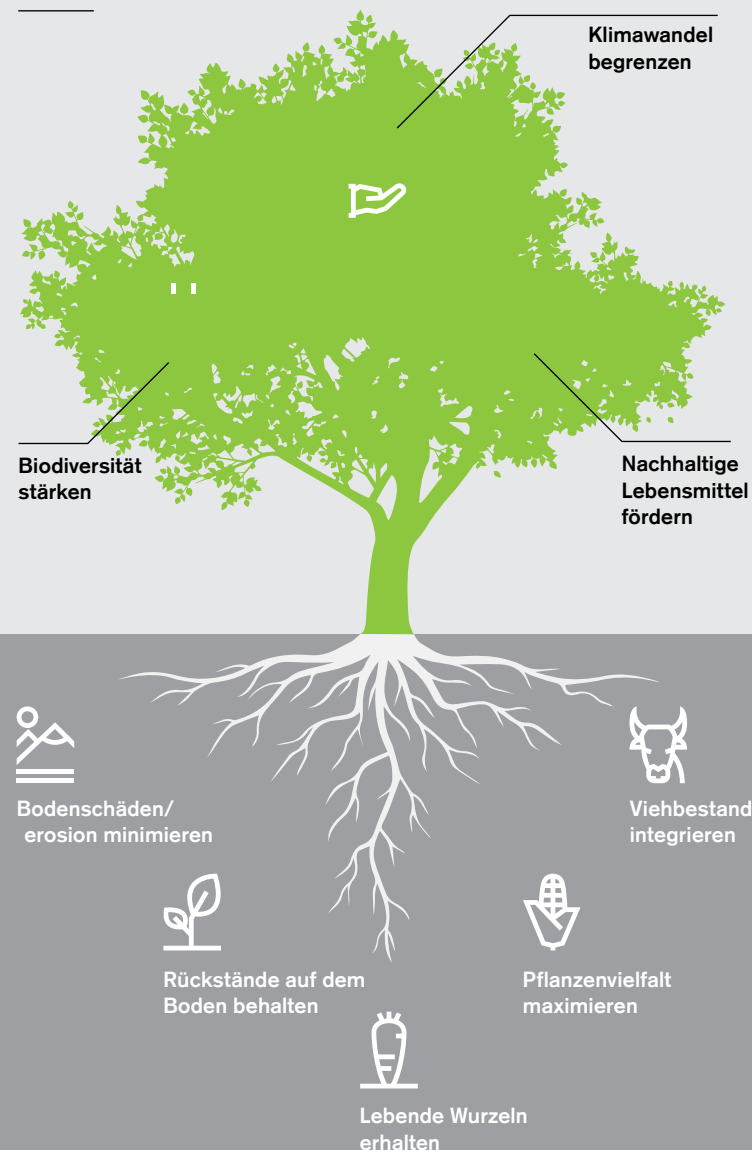 Klimawandel
begrenzen
Biodiversität
stärken
Nachhaltige
Lebensmittel
fördern
Bodenschäden/
erosion minimieren
Viehbestand
integrieren
Rückstände auf dem
Boden behalten
Pflanzenvielfalt
maximieren
Lebende Wurzeln
erhalten